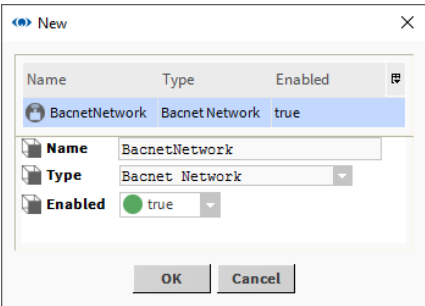 New
Name Type Enabled
BacnetNetwork Bacnet Network true
Name BacnetNetwork
Type Bacnet Network
Enabled true
OK Cancel